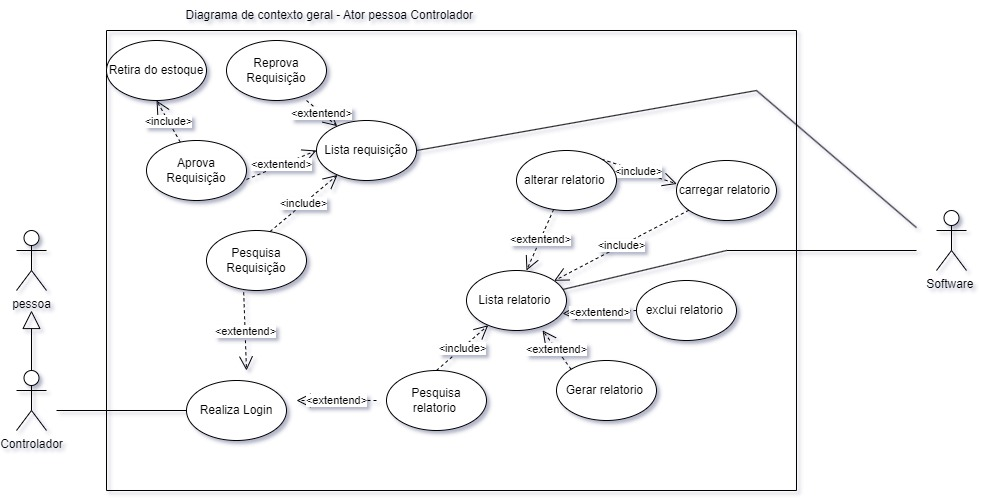 Diagrama de contexto geral - Ator pessoa Controlador
Retira do estoque
Reprova
Requisição
<extentend>
<include>
Lista requisição
Aprova
Requisição
<extentend>
<include>
alterar relatorio
<include>
carregar relatorio
pessoa
Pesquisa
Requisição
<extentend>
<include>
Software
Lista relatorio
<extentend>
exclui relatorio
<extentend>
<include>
<extentend>
Controlador
Realiza Login
<extentend>
Pesquisa
relatorio
Gerar relatorio